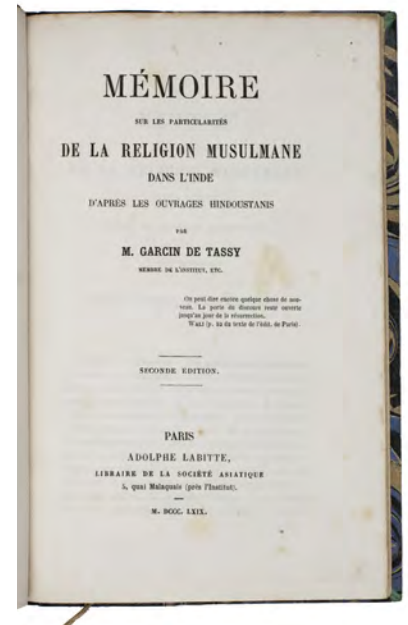 MÉMOIRE
SUR LES PARTICULARITÉS
DE LA RELIGION MUSULMANE
DANS L'INDE
D'APRÈS LES OUVRAGES HINDOUSTANIS
PAR
M. GARCIN DE TASSY
MEMBRE DE L'INSTITUT, ETC.
On peut dire encore quelque chose de nou-
veau. La porte du discours reste ouverte
jusqu'au jour de la résurrection.
WALI (p. de texte de l'édit. de Paris)
SECONDE ÉDITION.
PARIS
ADOLPHE LABITTE,
LIBRAIRE DE LA SOCIÉTÉ ASIATIQUE
5, quai Malaquais (près l'Institut).
M. DCCC. LXIX.